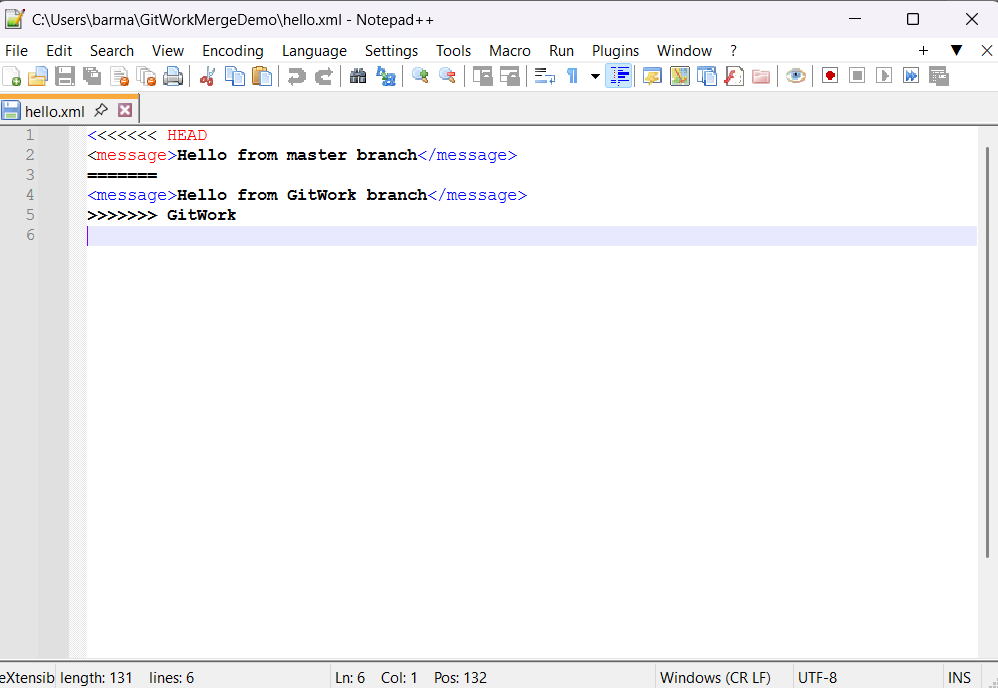 C:\Users\barma\GitWorkMergeDemo\hello.xml - Notepad++
File Edit Search View Encoding Language Settings Tools Macro Run Plugins Window ?
hello.xml
1 <<<<<<< HEAD
2 <message>Hello from master branch</message>
3 =======
4 <message>Hello from GitWork branch</message>
5 >>>>>>> GitWork
6
eXtensib length: 131 lines: 6 Ln: 6 Col: 1 Pos: 132 Windows (CR LF) UTF-8 INS